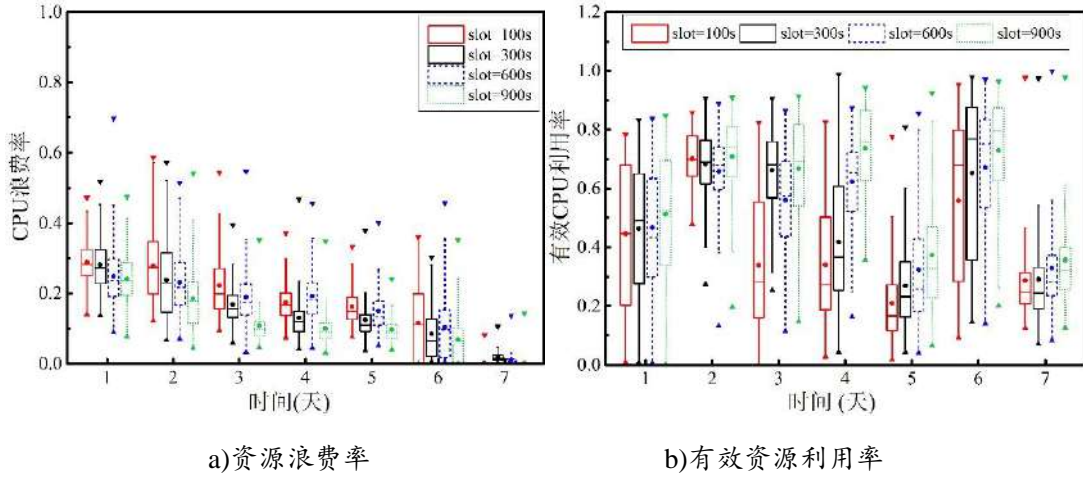 1.0
0.8
0.6
0.4
0.2
0.0
CPU浪费率
slot=100s
slot=300s
slot=600s
slot=900s
1 2 3 4 5 6 7
时间(天)
a)资源浪费率
slot=100s slot=300s slot=600s slot=900s
1.2
1.0
0.8
0.6
0.4
0.2
0.0
有效CPU利用率
1 2 3 4 5 6 7
时间 (天)
b)有效资源利用率